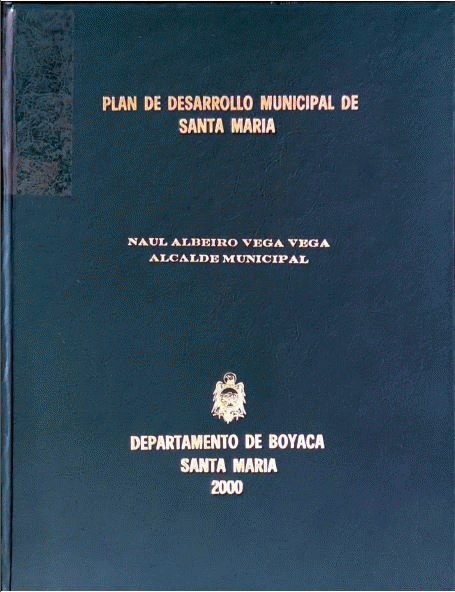 PLAN DE DESARROLLO MUNICIPAL DE
SANTA MARIA
NAUL ALBEIRO VEGA VEGA
ALCALDE MUNICIPAL
DEPARTAMENTO DE BOYACA
SANTA MARIA
2000